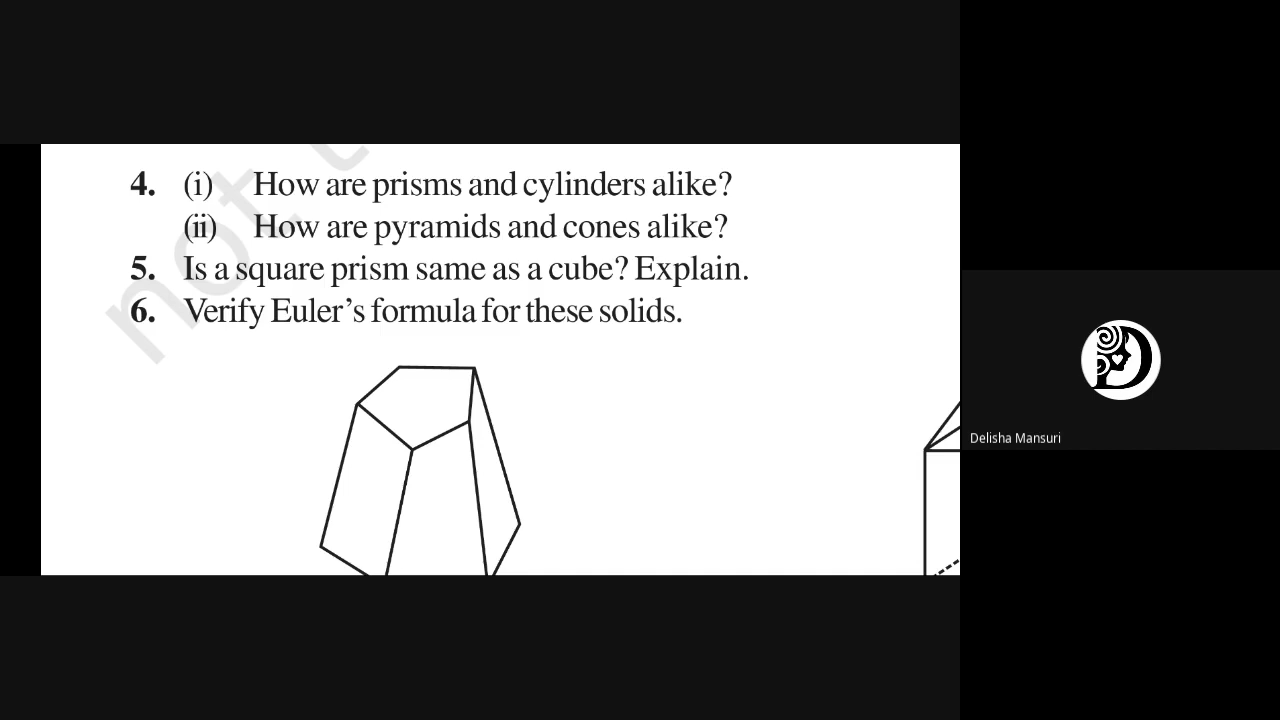 4. (i) How are prisms and cylinders alike?
(ii) How are pyramids and cones alike?
5. Is a square prism same as a cube? Explain.
6. Verify Euler’s formula for these solids.
not t
Delisha Mansuri